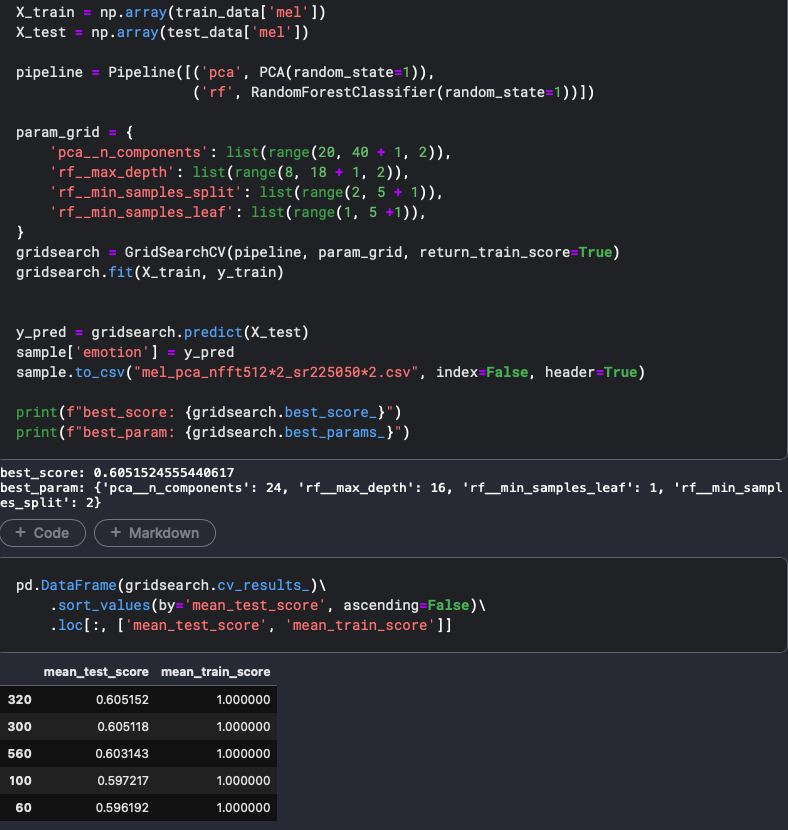 X_train = np.array(train_data['mel'])
X_test = np.array(test_data['mel'])
pipeline = Pipeline([('pca', PCA(random_state=1)),
('rf', RandomForestClassifier(random_state=1))])
param_grid = {
'pca__n_components': list(range(20, 40 + 1, 2)),
'rf__max_depth': list(range(8, 18 + 1, 2)),
'rf__min_samples_split': list(range(2, 5 + 1)),
'rf__min_samples_leaf': list(range(1, 5 +1)),
}
gridsearch = GridSearchCV(pipeline, param_grid, return_train_score=True)
gridsearch.fit(X_train, y_train)
y_pred = gridsearch.predict(X_test)
sample['emotion'] = y_pred
sample.to_csv("mel_pca_nfft512*2_sr225050*2.csv", index=False, header=True)
print(f"best_score: {gridsearch.best_score_}")
print(f"best_param: {gridsearch.best_params_}")
best_score: 0.6051524555440617
best_param: {'pca__n_components': 24, 'rf__max_depth': 16, 'rf__min_samples_leaf': 1, 'rf__min_sampl
es_split': 2}
+ Code + Markdown
pd.DataFrame(gridsearch.cv_results_)\
.sort_values(by='mean_test_score', ascending=False)\
.loc[:, ['mean_test_score', 'mean_train_score']]
mean_test_score mean_train_score
320 0.605152 1.000000
300 0.605118 1.000000
560 0.603143 1.000000
100 0.597217 1.000000
60 0.596192 1.000000